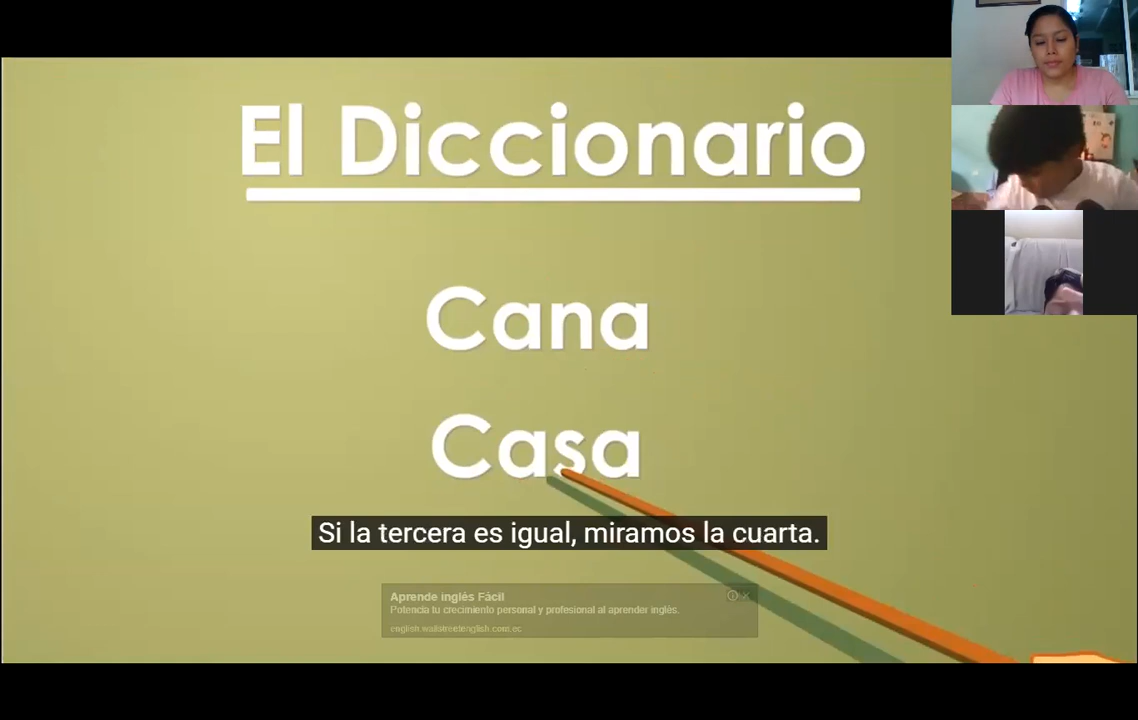 El Diccionario
Cana
Casa
Si la tercera es igual, miramos la cuarta.
Aprende inglés Fácil
Potencia tu crecimiento personal y profesional al aprender inglés.
english.wallstreetenglish.com.ec